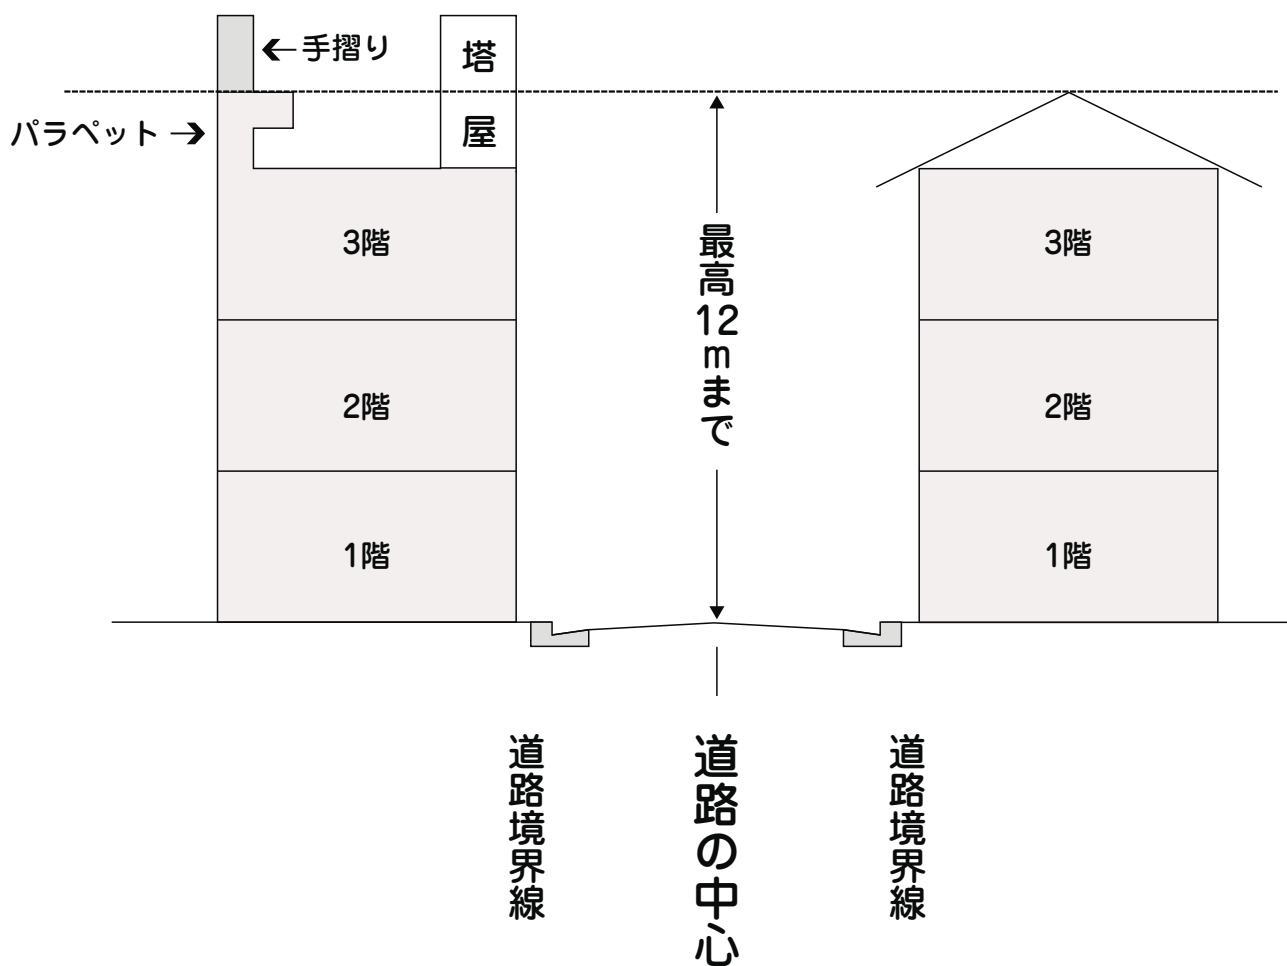 手摺り
塔屋
パラペット
3階
2階
1階
最高12mまで
3階
2階
1階
道路境界線
道路の中心
道路境界線